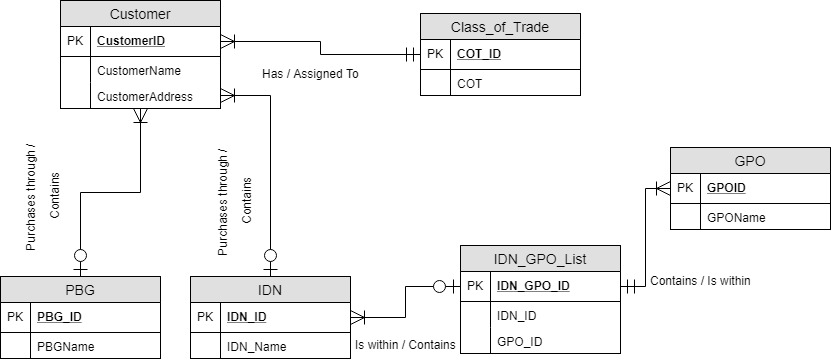 Customer
PK CustomerID
CustomerName
CustomerAddress
Class_of_Trade
PK COT_ID
COT
Has / Assigned To
GPO
PK GPOID
GPOName
Purchases through /
Contains
Purchases through /
Contains
PBG
PK PBG_ID
PBGName
IDN
PK IDN_ID
IDN_Name
IDN_GPO_List
PK IDN_GPO_ID
IDN_ID
GPO_ID
Contains / Is within
Is within / Contains